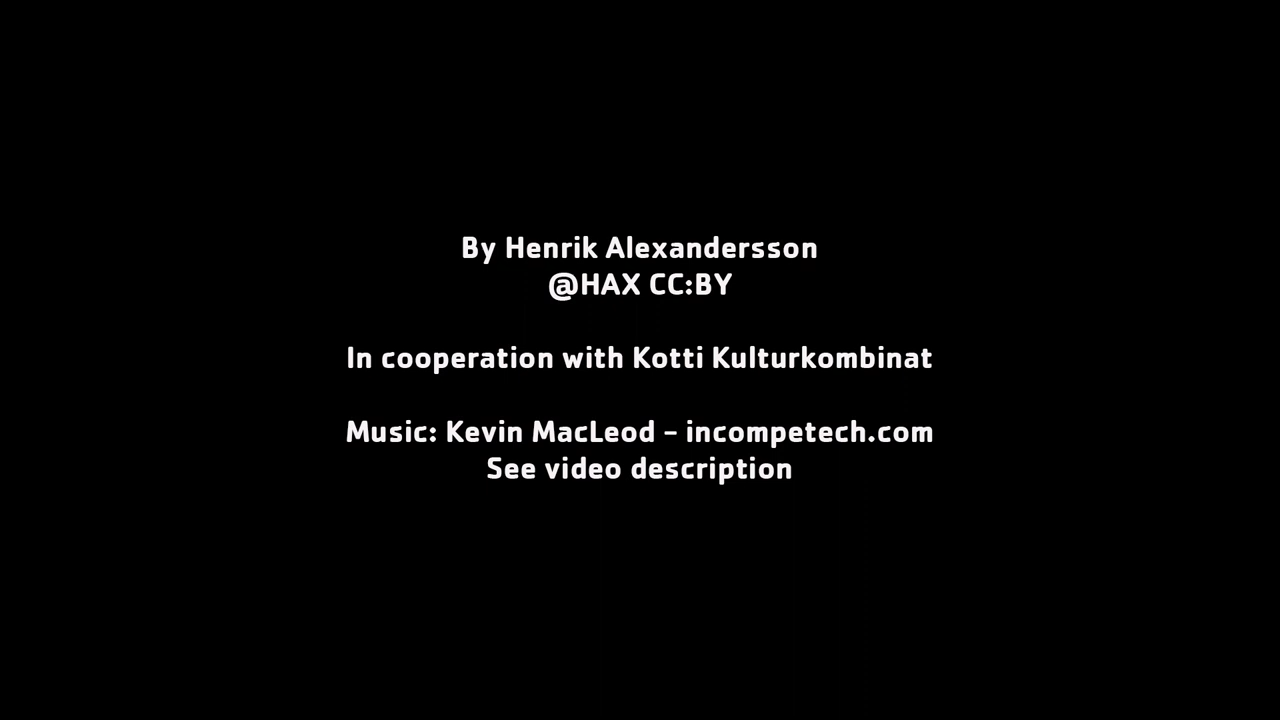 By Henrik Alexandersson
@HAX CC:BY
In cooperation with Kotti Kulturkombinat
Music: Kevin MacLeod - incompetech.com
See video description